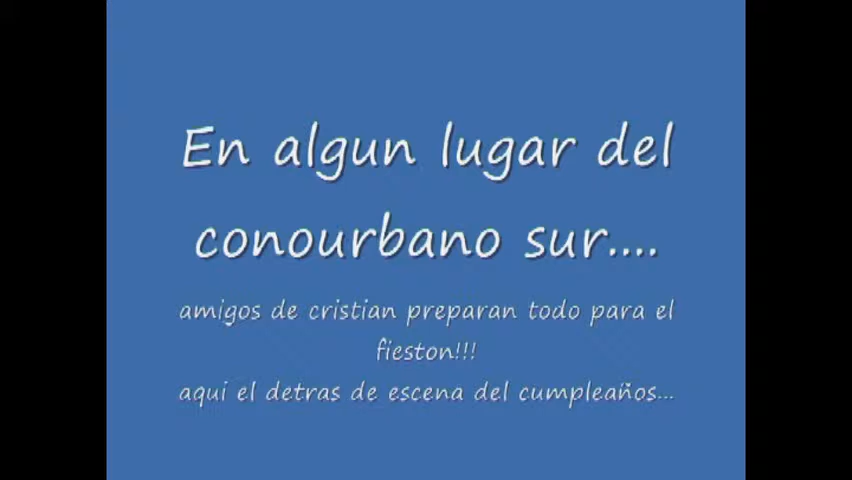 En algun lugar del
conourbano sur....
amigos de cristian preparan todo para el
fieston!!!
aqui el detras de escena del cumpleaños...